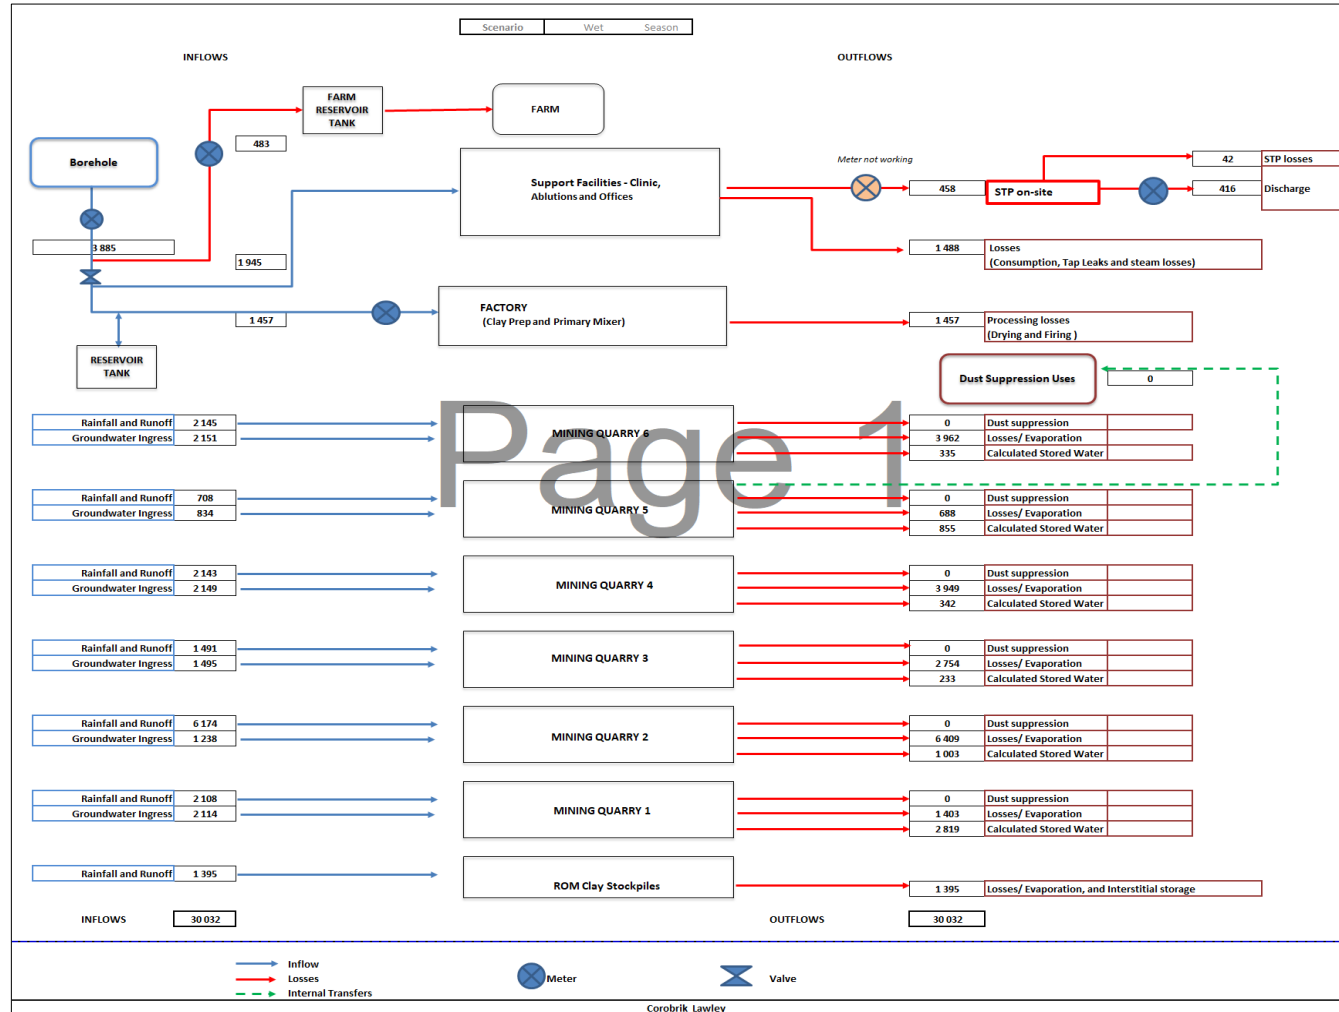 Scenario Wet Season
INFLOWS OUTFLOWS
FARM
RESERVOIR
TANK
FARM
483
Borehole
Support Facilities - Clinic,
Ablutions and Offices
Meter not working
42 STP losses
458 STP on-site 416 Discharge
3 885
1 945
1 488 Losses
(Consumption, Tap Leaks and steam losses)
FACTORY
(Clay Prep and Primary Mixer)
1 457
1 457 Processing losses
(Drying and Firing )
RESERVOIR
TANK
Dust Suppression Uses 0
Page 1
Rainfall and Runoff 2 145
Groundwater Ingress 2 151
MINING QUARRY 6
0 Dust suppression
3 962 Losses/ Evaporation
335 Calculated Stored Water
Rainfall and Runoff 708
Groundwater Ingress 834
MINING QUARRY 5
0 Dust suppression
688 Losses/ Evaporation
855 Calculated Stored Water
Rainfall and Runoff 2 143
Groundwater Ingress 2 149
MINING QUARRY 4
0 Dust suppression
3 949 Losses/ Evaporation
342 Calculated Stored Water
Rainfall and Runoff 1 491
Groundwater Ingress 1 495
MINING QUARRY 3
0 Dust suppression
2 754 Losses/ Evaporation
233 Calculated Stored Water
Rainfall and Runoff 6 174
Groundwater Ingress 1 238
MINING QUARRY 2
0 Dust suppression
6 409 Losses/ Evaporation
1 003 Calculated Stored Water
Rainfall and Runoff 2 108
Groundwater Ingress 2 114
MINING QUARRY 1
0 Dust suppression
1 403 Losses/ Evaporation
2 819 Calculated Stored Water
Rainfall and Runoff 1 395
ROM Clay Stockpiles
1 395 Losses/ Evaporation, and Interstitial storage
INFLOWS 30 032 OUTFLOWS 30 032
Inflow
Losses
Internal Transfers
Meter
Valve
Corobrik Lawley